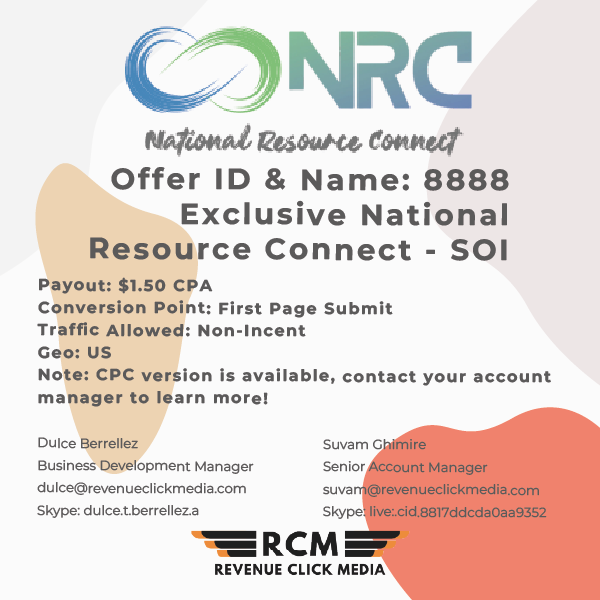 NRC
National Resource Connect
Offer ID & Name: 8888
Exclusive National
Resource Connect - SOI
Payout: $1.50 CPA
Conversion Point: First Page Submit
Traffic Allowed: Non-Incent
Geo: US
Note: CPC version is available, contact your account
manager to learn more!
Dulce Berrellez
Business Development Manager
dulce@revenueclickmedia.com
Skype: dulce.t.berrellez.a
Suvam Ghimire
Senior Account Manager
suvam@revenueclickmedia.com
Skype: live:.cid.8817ddcda0aa9352
RCM
REVENUE CLICK MEDIA